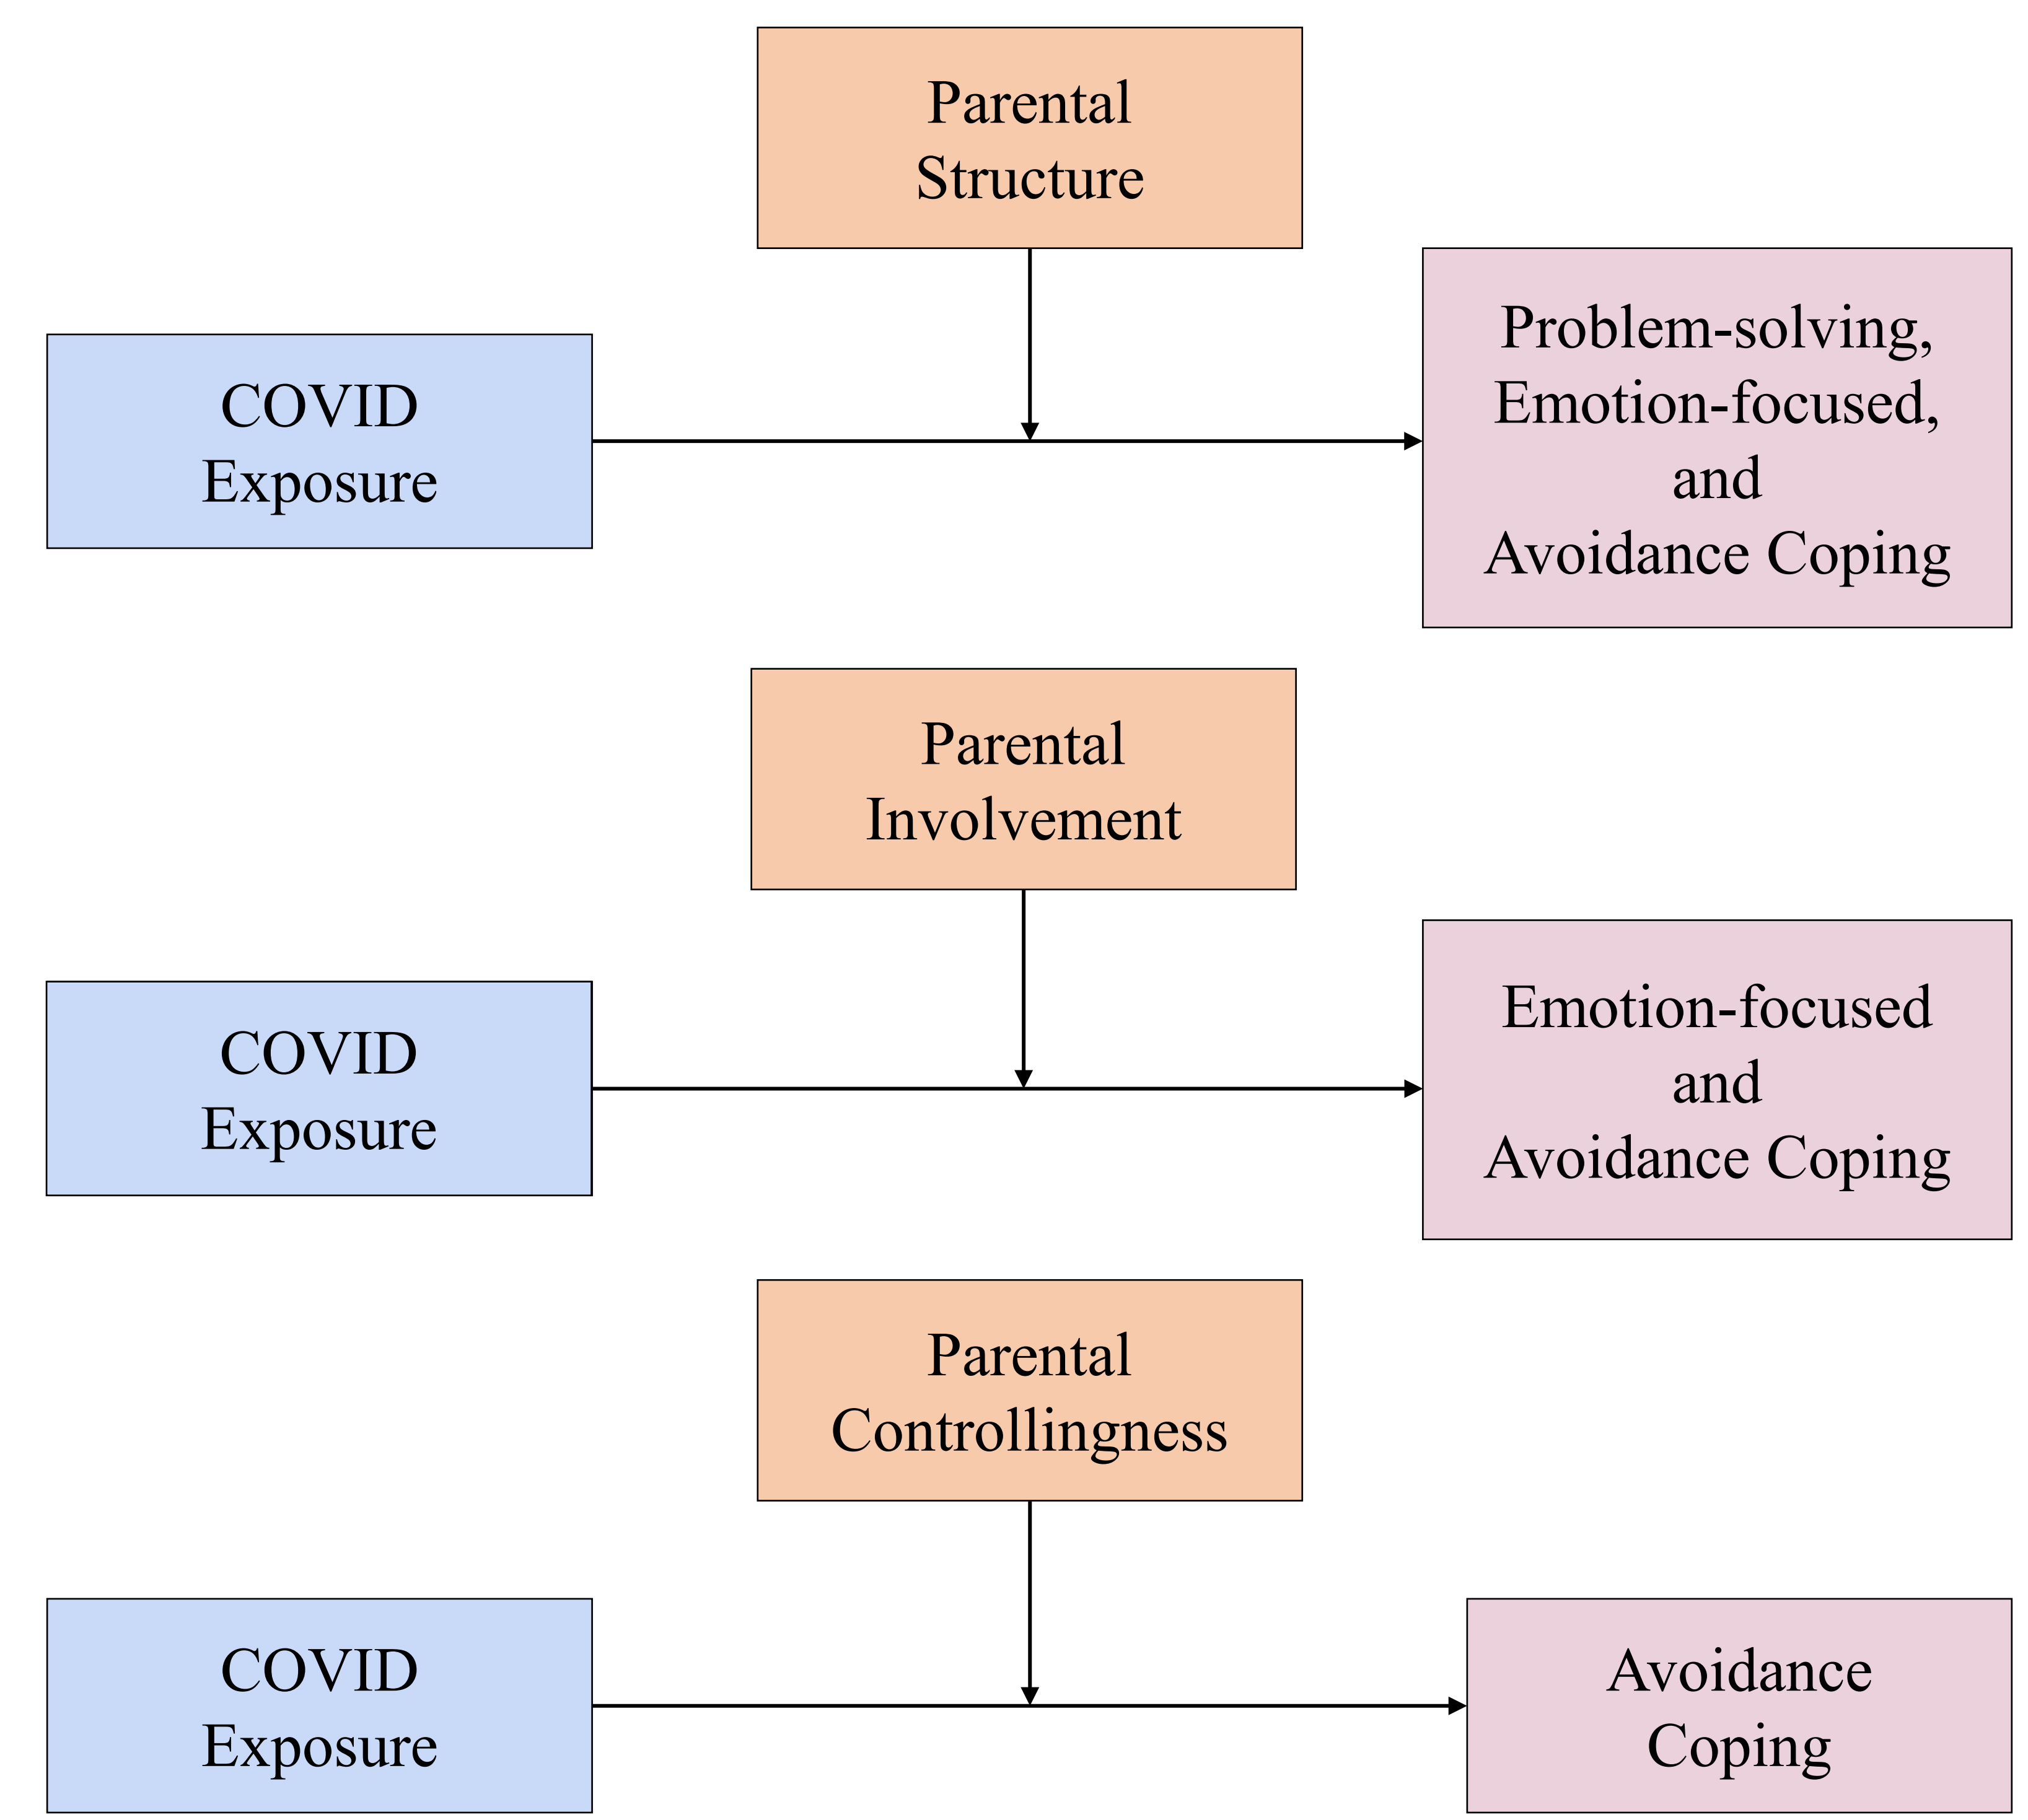 Parental
Structure
COVID
Exposure
Problem-solving,
Emotion-focused,
and
Avoidance Coping
Parental
Involvement
COVID
Exposure
Emotion-focused
and
Avoidance Coping
Parental
Controllingness
COVID
Exposure
Avoidance
Coping